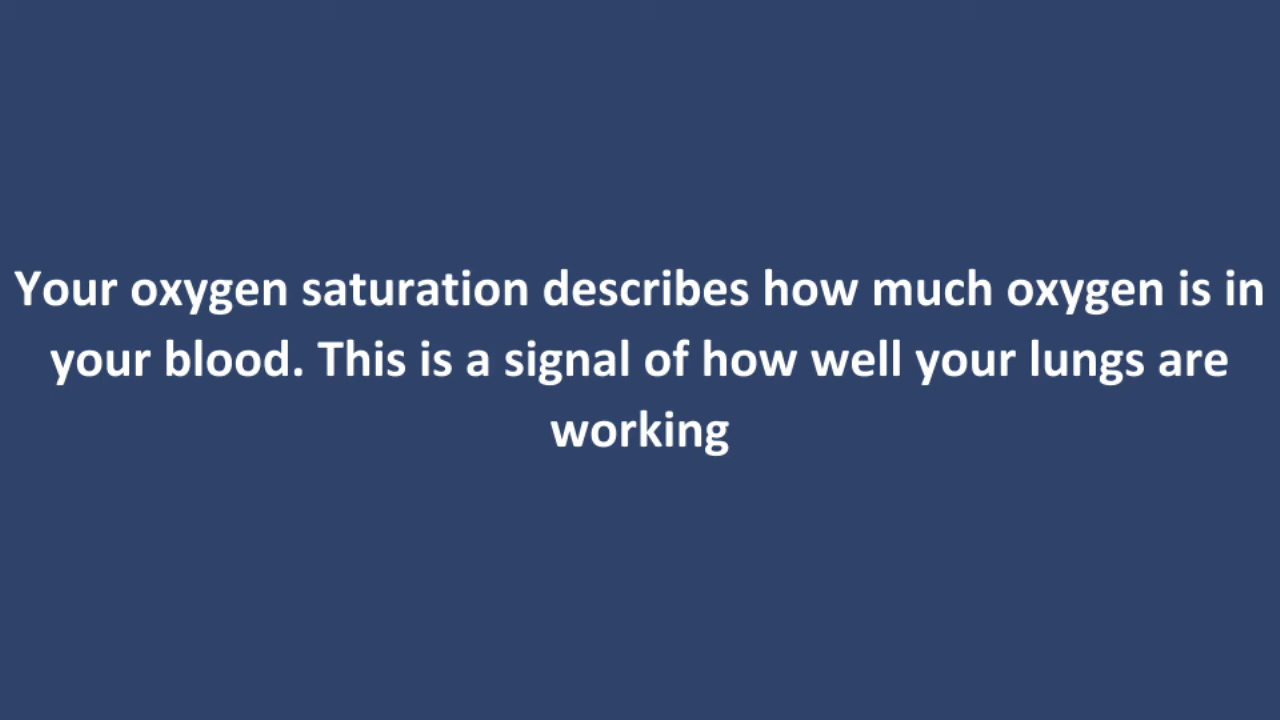 Your oxygen saturation describes how much oxygen is in
your blood. This is a signal of how well your lungs are
working